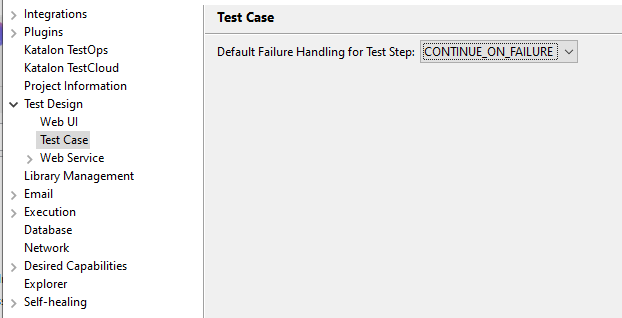 Integrations
Plugins
Katalon TestOps
Katalon TestCloud
Project Information
Test Design
Web UI
Test Case
Web Service
Library Management
Email
Execution
Database
Network
Desired Capabilities
Explorer
Self-healing
Test Case
Default Failure Handling for Test Step: CONTINUE_ON_FAILURE